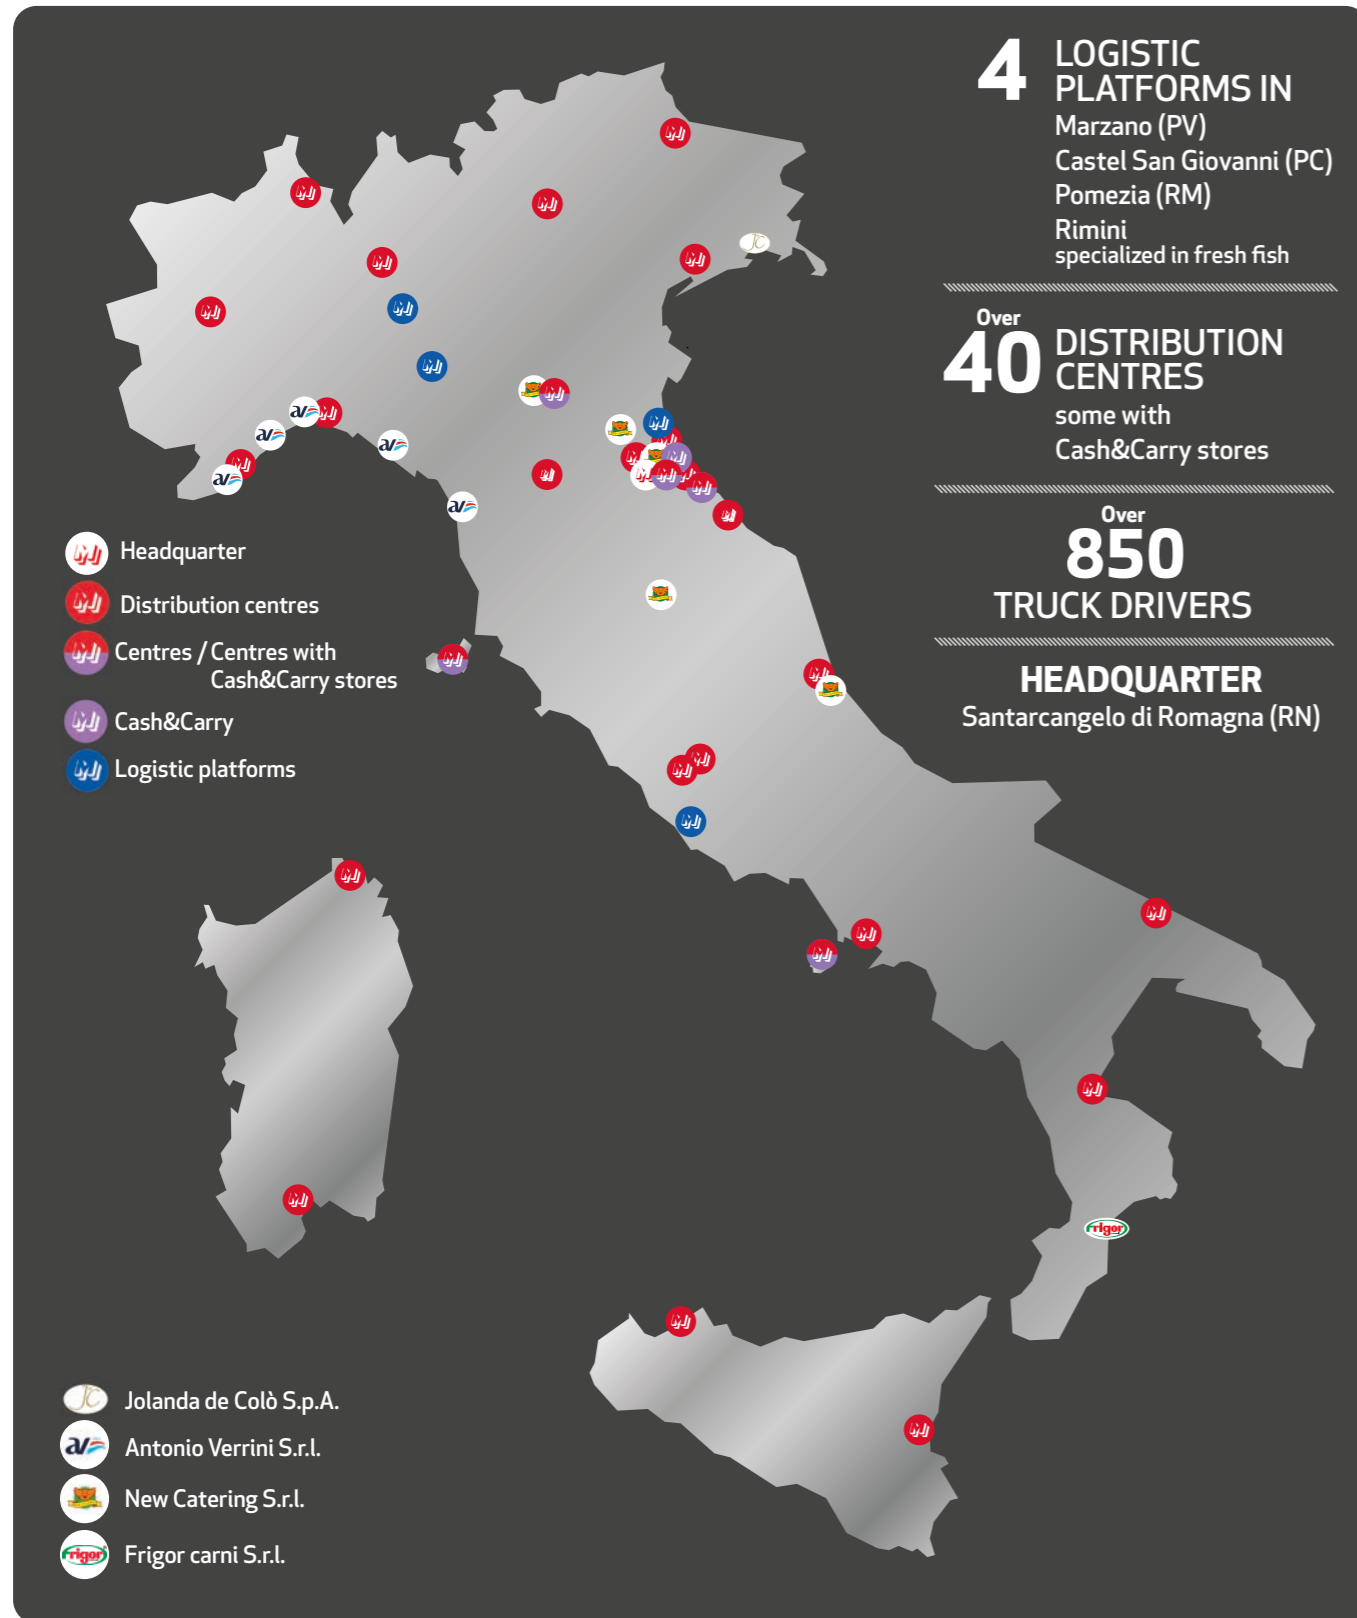 4 LOGISTIC
PLATFORMS IN
Marzano (PV)
Castel San Giovanni (PC)
Pomezia (RM)
Rimini
specialized in fresh fish
Over
40 DISTRIBUTION
CENTRES
some with
Cash&Carry stores
Over
850
TRUCK DRIVERS
HEADQUARTER
Santarcangelo di Romagna (RN)
Headquarter
Distribution centres
Centres / Centres with
Cash&Carry stores
Cash&Carry
Logistic platforms
frigor
Jolanda de Colò S.p.A.
Antonio Verrini S.r.l.
New Catering S.r.l.
frigor
Frigor carni S.r.l.